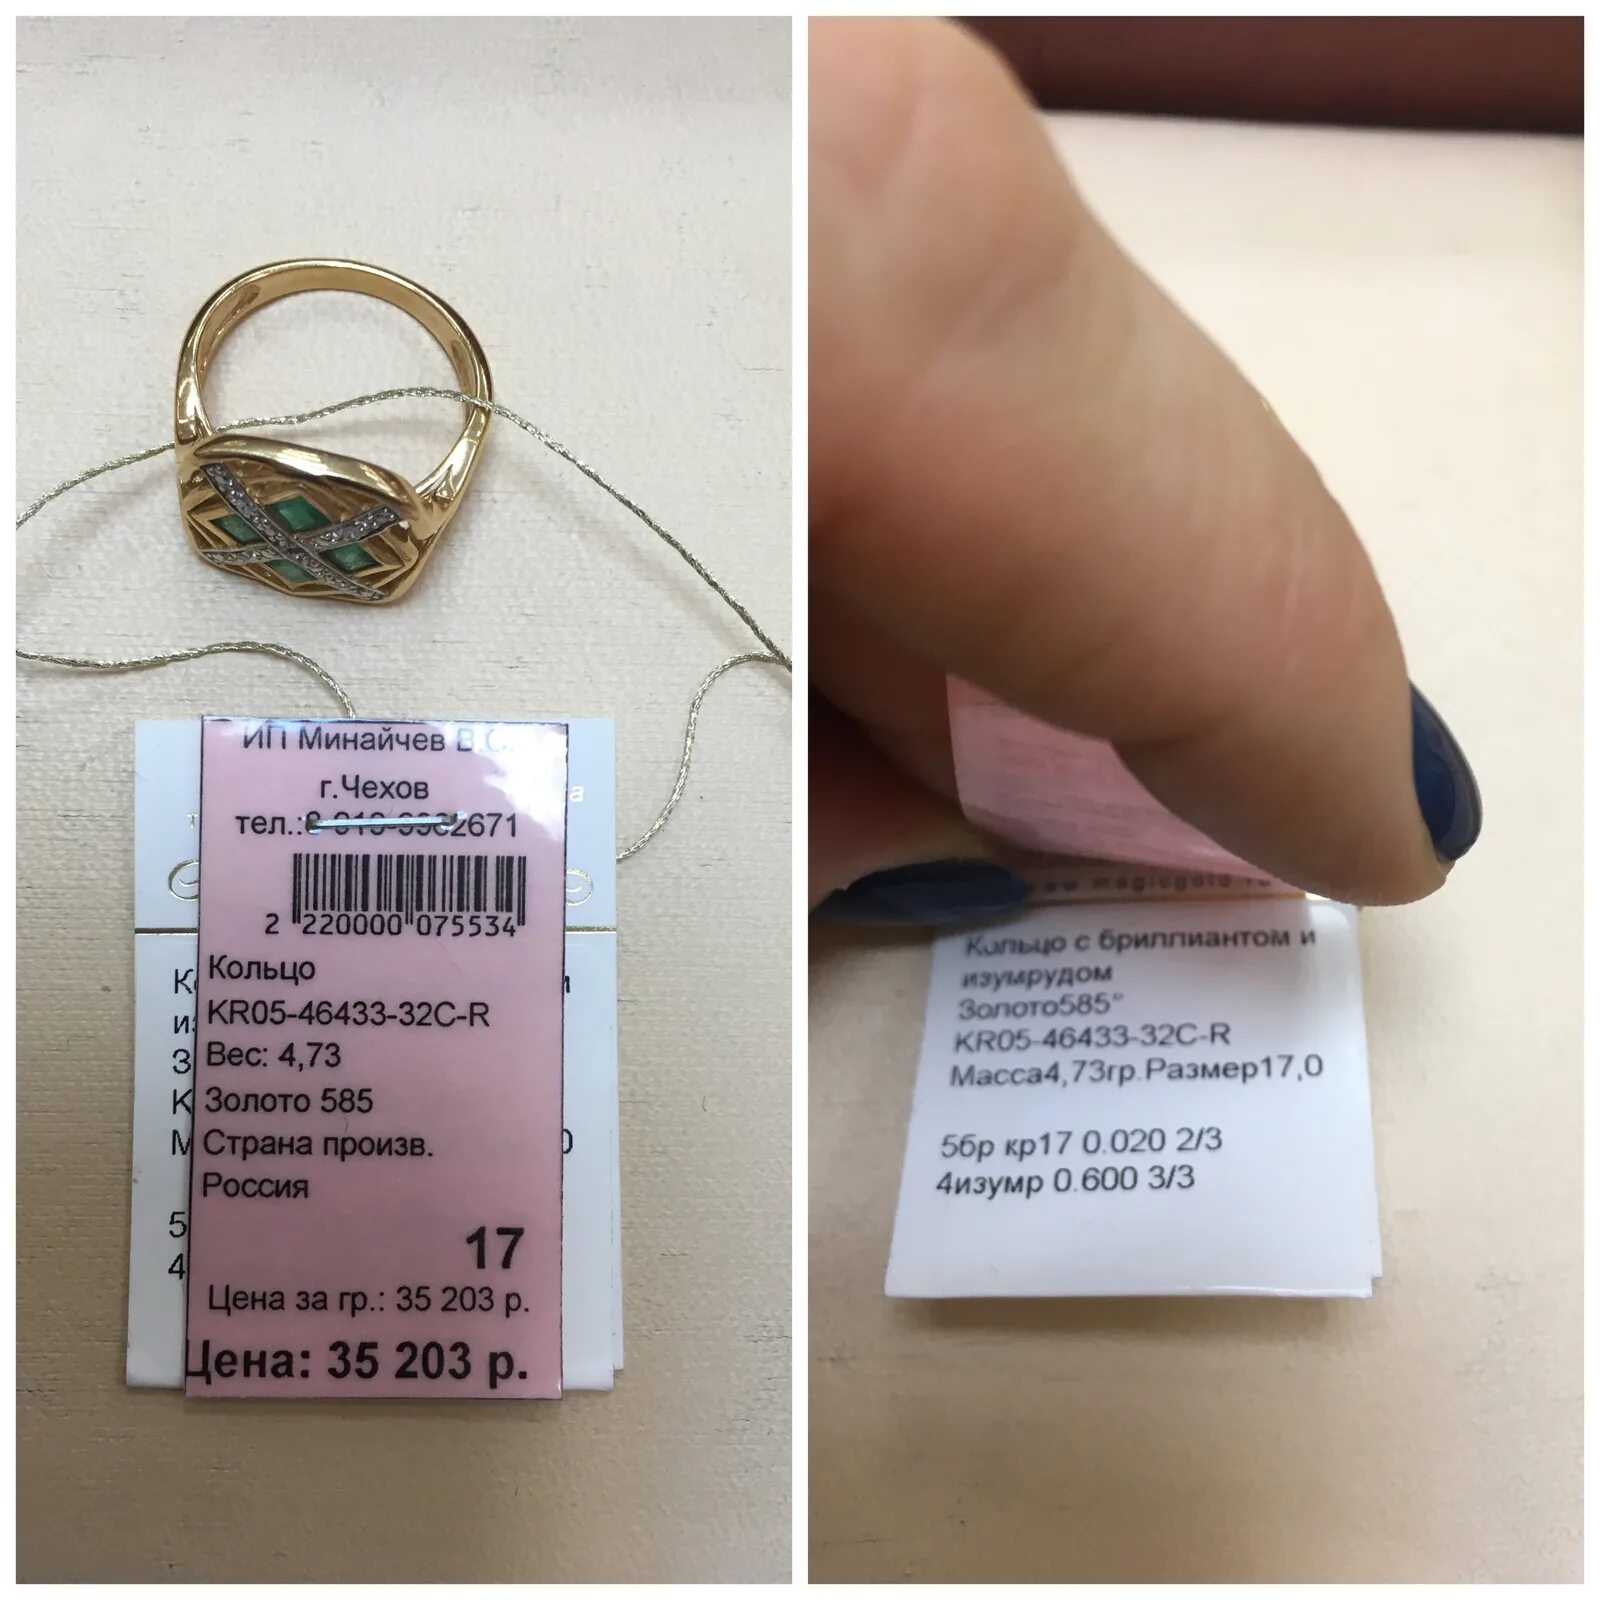 ИП Минайчев В.С.
г.Чехов
тел.:
2 220000 075534
Кольцо
KR05-46433-32C-R
Вес: 4,73
Золото 585
Страна произв.
Россия
17
Цена за гр.: 35 203 р.
Цена: 35 203 р.
Кольцо с бриллиантом и
изумрудом
Золото585°
KR05-46433-32C-R
Масса4,73гр.Размер17,0
5бр кр17 0.020 2/3
4изумр 0.600 3/3